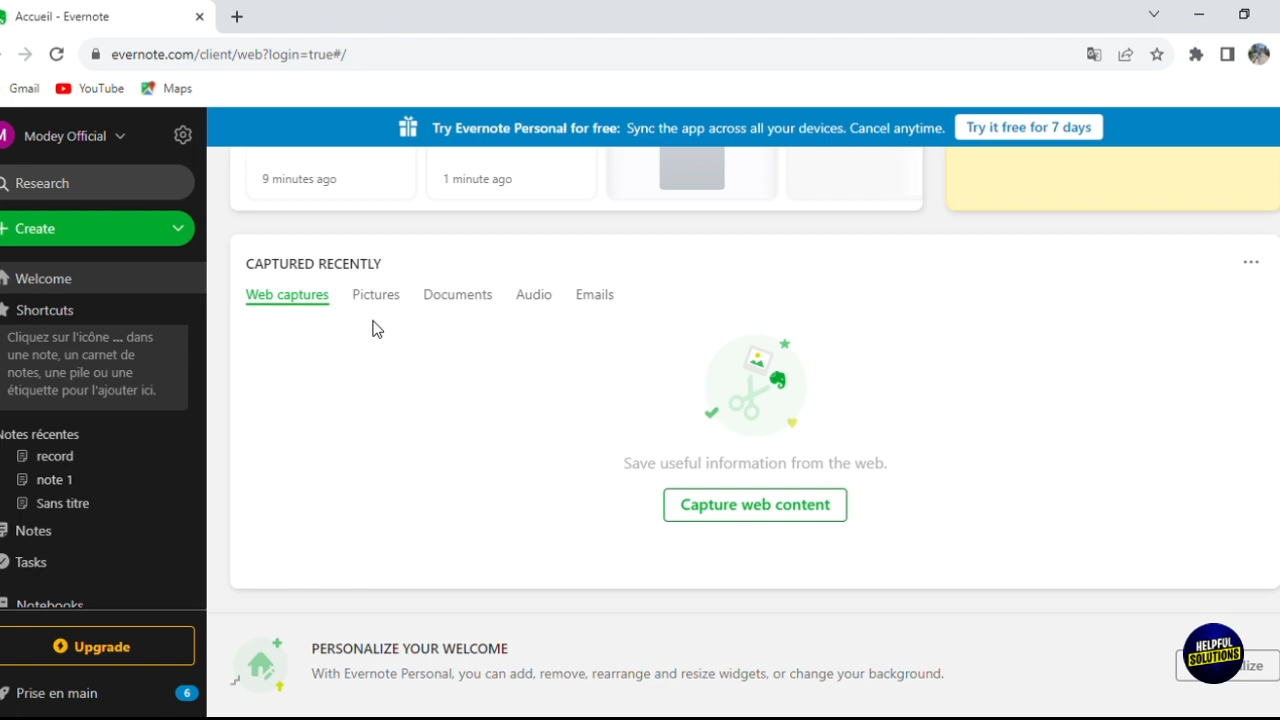 Accueil - Evernote
evernote.com/client/web?login=true#/
Gmail YouTube Maps
M Modey Official
Try Evernote Personal for free: Sync the app across all your devices. Cancel anytime. Try it free for 7 days
Research
9 minutes ago 1 minute ago
Create
CAPTURED RECENTLY
Welcome
Web captures Pictures Documents Audio Emails
Shortcuts
Cliquez sur l'icône ... dans
une note, un carnet de
notes, une pile ou une
étiquette pour l'ajouter ici.
Notes récentes
record
note 1
Sans titre
Save useful information from the web.
Capture web content
Notes
Tasks
Notebooks
Upgrade
Prise en main 6
PERSONALIZE YOUR WELCOME
With Evernote Personal, you can add, remove, rearrange and resize widgets, or change your background.
HELPFUL
SOLUTIONS